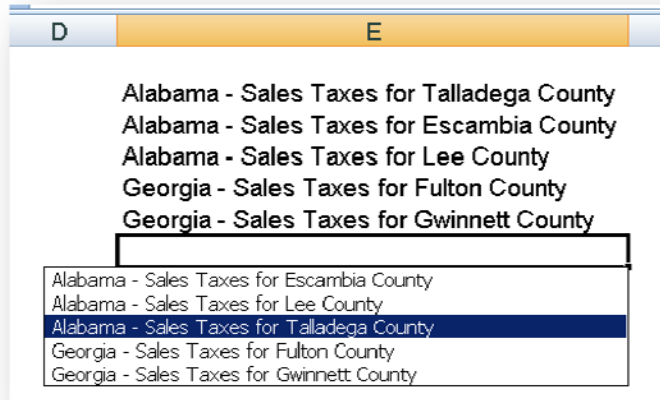 D E
Alabama - Sales Taxes for Talladega County
Alabama - Sales Taxes for Escambia County
Alabama - Sales Taxes for Lee County
Georgia - Sales Taxes for Fulton County
Georgia - Sales Taxes for Gwinnett County
Alabama - Sales Taxes for Escambia County
Alabama - Sales Taxes for Lee County
Alabama - Sales Taxes for Talladega County
Georgia - Sales Taxes for Fulton County
Georgia - Sales Taxes for Gwinnett County